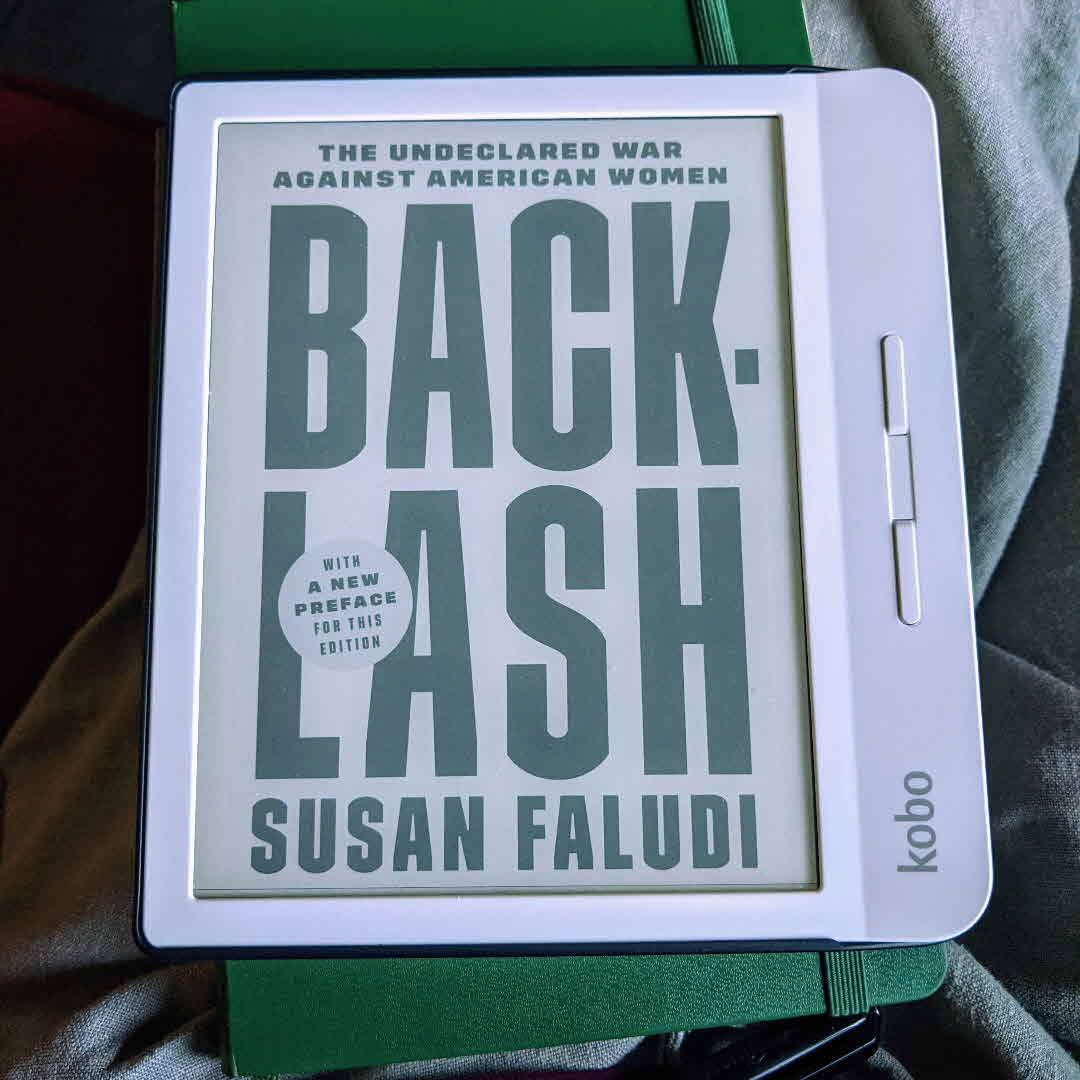 THE UNDECLARED WAR
AGAINST AMERICAN WOMEN
BACK-
LASH
WITH
A NEW
PREFACE
FOR THIS
EDITION
SUSAN FALUDI
kobo